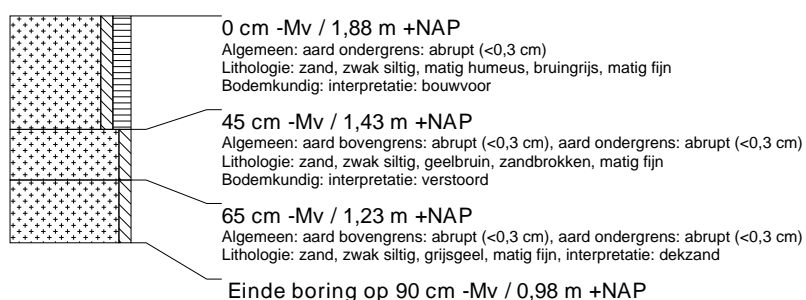 0 cm -Mv / 1,88 m +NAP
Algemeen: aard ondergrens: abrupt (<0,3 cm)
Lithologie: zand, zwak siltig, matig humeus, bruingrijs, matig fijn
Bodemkundig: interpretatie: bouwvoor
45 cm -Mv / 1,43 m +NAP
Algemeen: aard bovengrens: abrupt (<0,3 cm), aard ondergrens: abrupt (<0,3 cm)
Lithologie: zand, zwak siltig, geelbruin, zandbrokken, matig fijn
Bodemkundig: interpretatie: verstoord
65 cm -Mv / 1,23 m +NAP
Algemeen: aard bovengrens: abrupt (<0,3 cm), aard ondergrens: abrupt (<0,3 cm)
Lithologie: zand, zwak siltig, grijsgeel, matig fijn, interpretatie: dekzand
Einde boring op 90 cm -Mv / 0,98 m +NAP